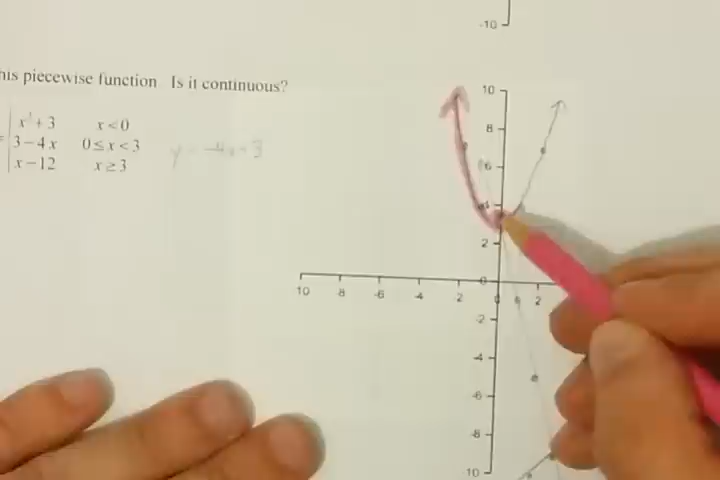 -10
his piecewise function. Is it continuous?
x²+3 x<0
= 3-4x 0≤x<3 y = -4x+3
x-12 x≥3
10
8
6
4
2
0
10 -8 -6 -4 -2 0 2
-2
-4
-6
-8
10